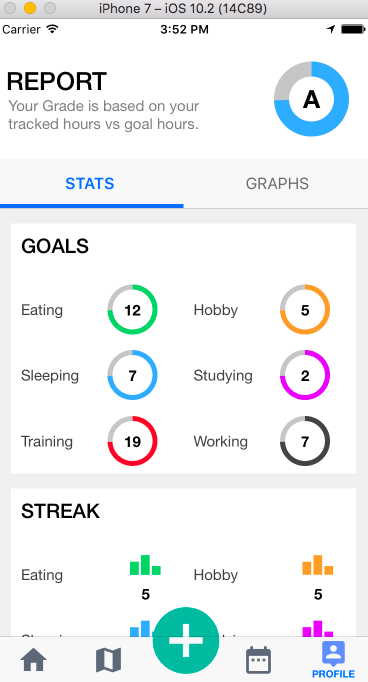 iPhone 7 – iOS 10.2 (14C89)
Carrier 3:52 PM
REPORT
Your Grade is based on your
tracked hours vs goal hours.
A
STATS GRAPHS
GOALS
Eating 12 Hobby 5
Sleeping 7 Studying 2
Training 19 Working 7
STREAK
Eating 5 Hobby 5
PROFILE